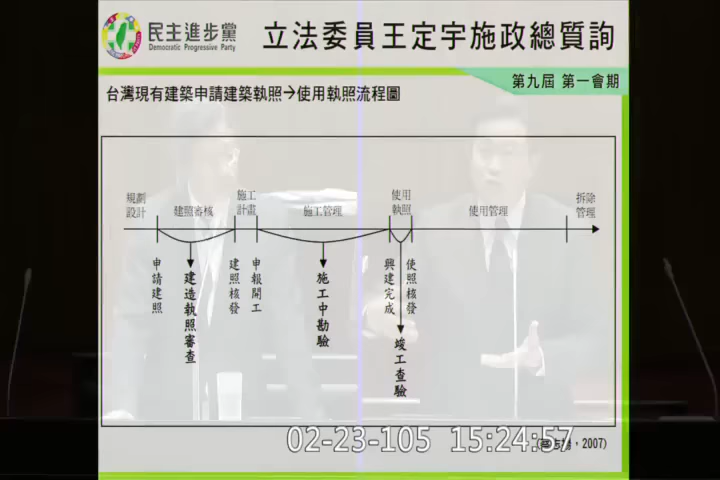 民主進步黨
Democratic Progressive Party
立法委員王定宇施政總質詢
第九屆 第一會期
台灣現有建築申請建築執照→使用執照流程圖
規劃設計
建照審核
施工計畫
施工管理
使用執照
使用管理
拆除管理
申請建照
建造執照審查
建照核發
申報開工
施工中勘驗
興建完成
使照核發
竣工查驗
02-23-105 15:24:57
2007)